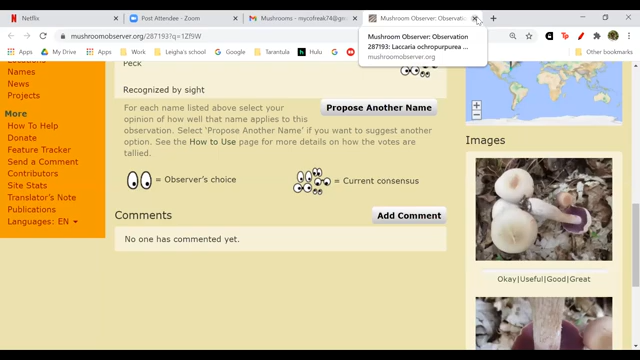 Netflix
Post Attendee - Zoom
Mushrooms - mycofreak74@gm
Mushroom Observer: Observatio
mushroomobserver.org/287193?q=1Zf9W
Apps
Work
Leigha's school
Tarantula
Hulu
Gmail
YouTube
Maps
Other bookmarks
Mushroom Observer: Observation
287193: Laccaria ochropurpurea ...
mushroomobserver.org
Names
News
Projects
More
How To Help
Donate
Feature Tracker
Send a Comment
Contributors
Site Stats
Translator's Note
Publications
Languages: EN
Peck
Recognized by sight
For each name listed above select your
opinion of how well that name applies to
this observation. Select 'Propose Another Name' if you want to suggest another
option. See the How to Use page for more details on how the votes are
tallied.
Propose Another Name
= Observer's choice
= Current consensus
Comments
Add Comment
No one has commented yet.
Images
Okay|Useful|Good|Great